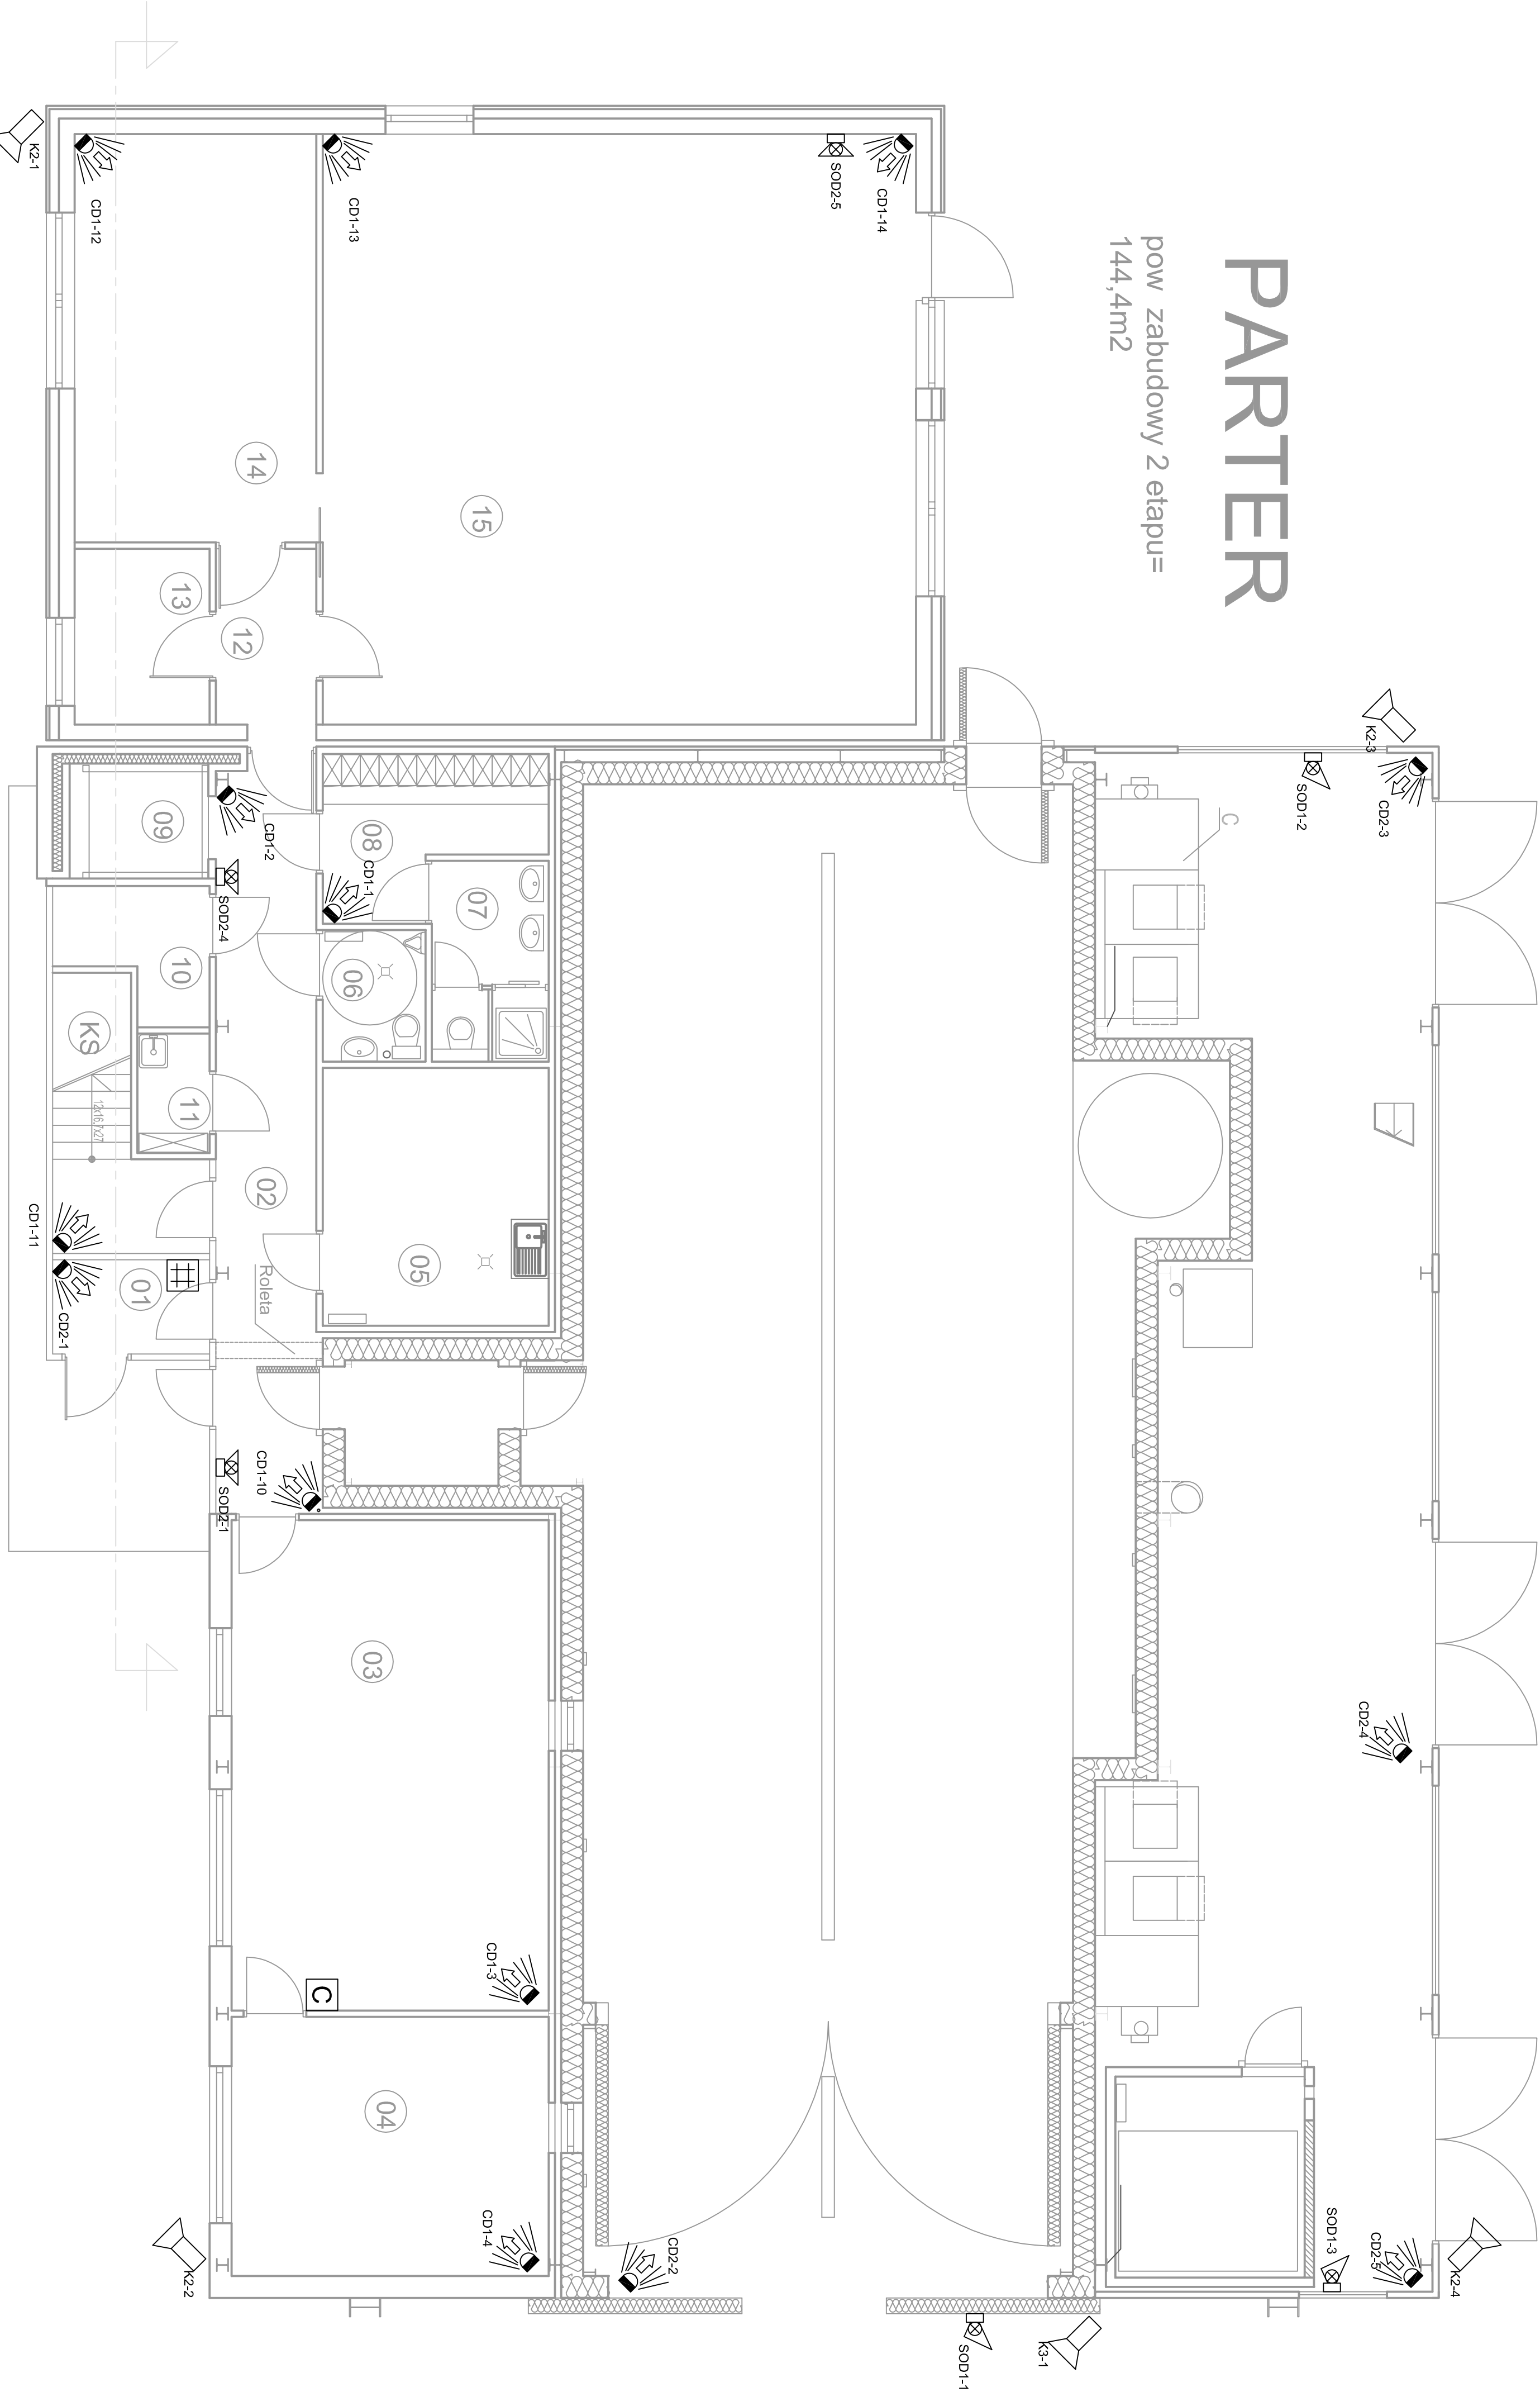 PARTER
pow zabudowy 2 etapu=
144,4m2
K2-1
CD1-12
CD1-13
SOD2-5
CD1-14
14
15
13
12
K2-3
SOD1-2
CD2-3
C
09
CD1-2
08
CD1-1
07
SOD2-4
10
06
KS
11
12x16.7x27
02
05
CD1-11
01
CD2-1
Roleta
CD1-10
SOD2-1
03
CD2-4
CD1-3
C
04
CD1-4
CD2-2
K2-2
SOD1-3
CD2-5
K2-4
SOD1-1
K3-1